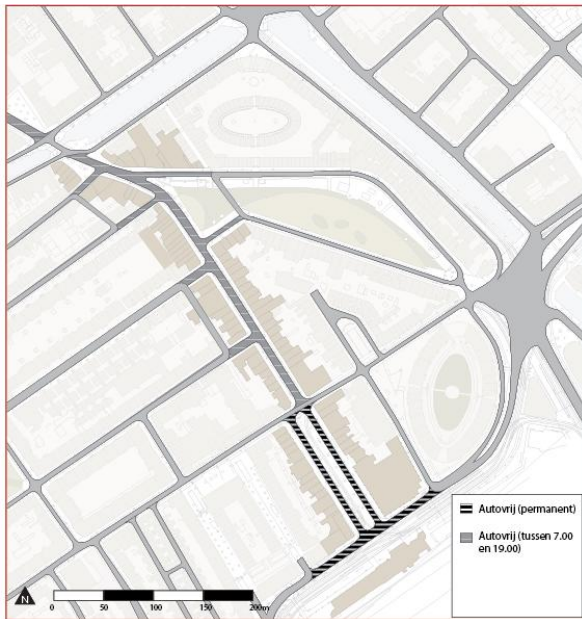 Autovrij (permanent)
Autovrij (tussen 7.00
en 19.00)
N
0 50 100 150 200m